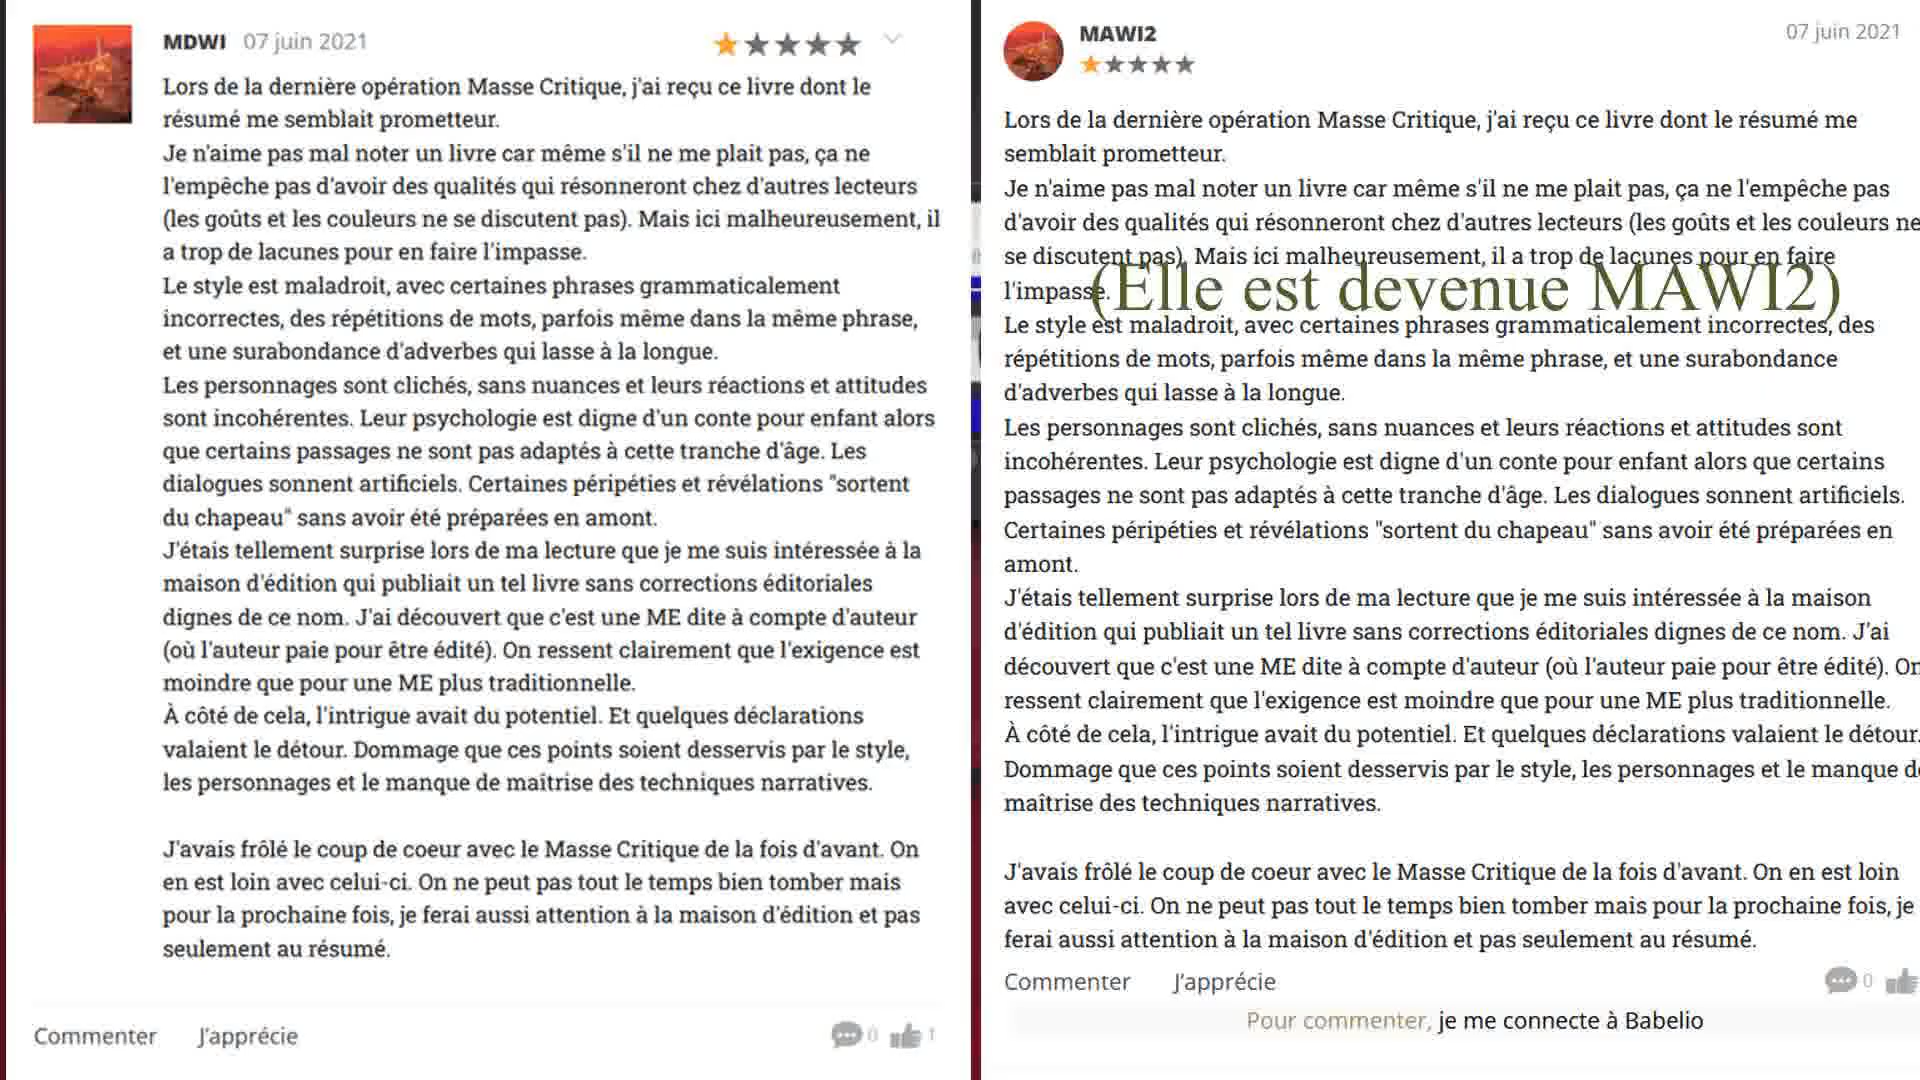 MDWI 07 juin 2021
Lors de la dernière opération Masse Critique, j'ai reçu ce livre dont le
résumé me semblait prometteur.
Je n'aime pas mal noter un livre car même s'il ne me plait pas, ça ne
l'empêche pas d'avoir des qualités qui résonneront chez d'autres lecteurs
(les goûts et les couleurs ne se discutent pas). Mais ici malheureusement, il
a trop de lacunes pour en faire l'impasse.
Le style est maladroit, avec certaines phrases grammaticalement
incorrectes, des répétitions de mots, parfois même dans la même phrase,
et une surabondance d'adverbes qui lasse à la longue.
Les personnages sont clichés, sans nuances et leurs réactions et attitudes
sont incohérentes. Leur psychologie est digne d'un conte pour enfant alors
que certains passages ne sont pas adaptés à cette tranche d'âge. Les
dialogues sonnent artificiels. Certaines péripéties et révélations "sortent
du chapeau" sans avoir été préparées en amont.
J'étais tellement surprise lors de ma lecture que je me suis intéressée à la
maison d'édition qui publiait un tel livre sans corrections éditoriales
dignes de ce nom. J'ai découvert que c'est une ME dite à compte d'auteur
(où l'auteur paie pour être édité). On ressent clairement que l'exigence est
moindre que pour une ME plus traditionnelle.
À côté de cela, l'intrigue avait du potentiel. Et quelques déclarations
valaient le détour. Dommage que ces points soient desservis par le style,
les personnages et le manque de maîtrise des techniques narratives.
J'avais frôlé le coup de coeur avec le Masse Critique de la fois d'avant. On
en est loin avec celui-ci. On ne peut pas tout le temps bien tomber mais
pour la prochaine fois, je ferai aussi attention à la maison d'édition et pas
seulement au résumé.
Commenter J'apprécie 0 1
MAWI2 07 juin 2021
Lors de la dernière opération Masse Critique, j'ai reçu ce livre dont le résumé me
semblait prometteur.
Je n'aime pas mal noter un livre car même s'il ne me plait pas, ça ne l'empêche pas
d'avoir des qualités qui résonneront chez d'autres lecteurs (les goûts et les couleurs ne
se discutent pas). Mais ici malheureusement, il a trop de lacunes pour en faire
l'impasse.
(Elle est devenue MAWI2)
Le style est maladroit, avec certaines phrases grammaticalement incorrectes, des
répétitions de mots, parfois même dans la même phrase, et une surabondance
d'adverbes qui lasse à la longue.
Les personnages sont clichés, sans nuances et leurs réactions et attitudes sont
incohérentes. Leur psychologie est digne d'un conte pour enfant alors que certains
passages ne sont pas adaptés à cette tranche d'âge. Les dialogues sonnent artificiels.
Certaines péripéties et révélations "sortent du chapeau" sans avoir été préparées en
amont.
J'étais tellement surprise lors de ma lecture que je me suis intéressée à la maison
d'édition qui publiait un tel livre sans corrections éditoriales dignes de ce nom. J'ai
découvert que c'est une ME dite à compte d'auteur (où l'auteur paie pour être édité). On
ressent clairement que l'exigence est moindre que pour une ME plus traditionnelle.
À côté de cela, l'intrigue avait du potentiel. Et quelques déclarations valaient le détour.
Dommage que ces points soient desservis par le style, les personnages et le manque de
maîtrise des techniques narratives.
J'avais frôlé le coup de coeur avec le Masse Critique de la fois d'avant. On en est loin
avec celui-ci. On ne peut pas tout le temps bien tomber mais pour la prochaine fois, je
ferai aussi attention à la maison d'édition et pas seulement au résumé.
Commenter J'apprécie 0
Pour commenter, je me connecte à Babelio